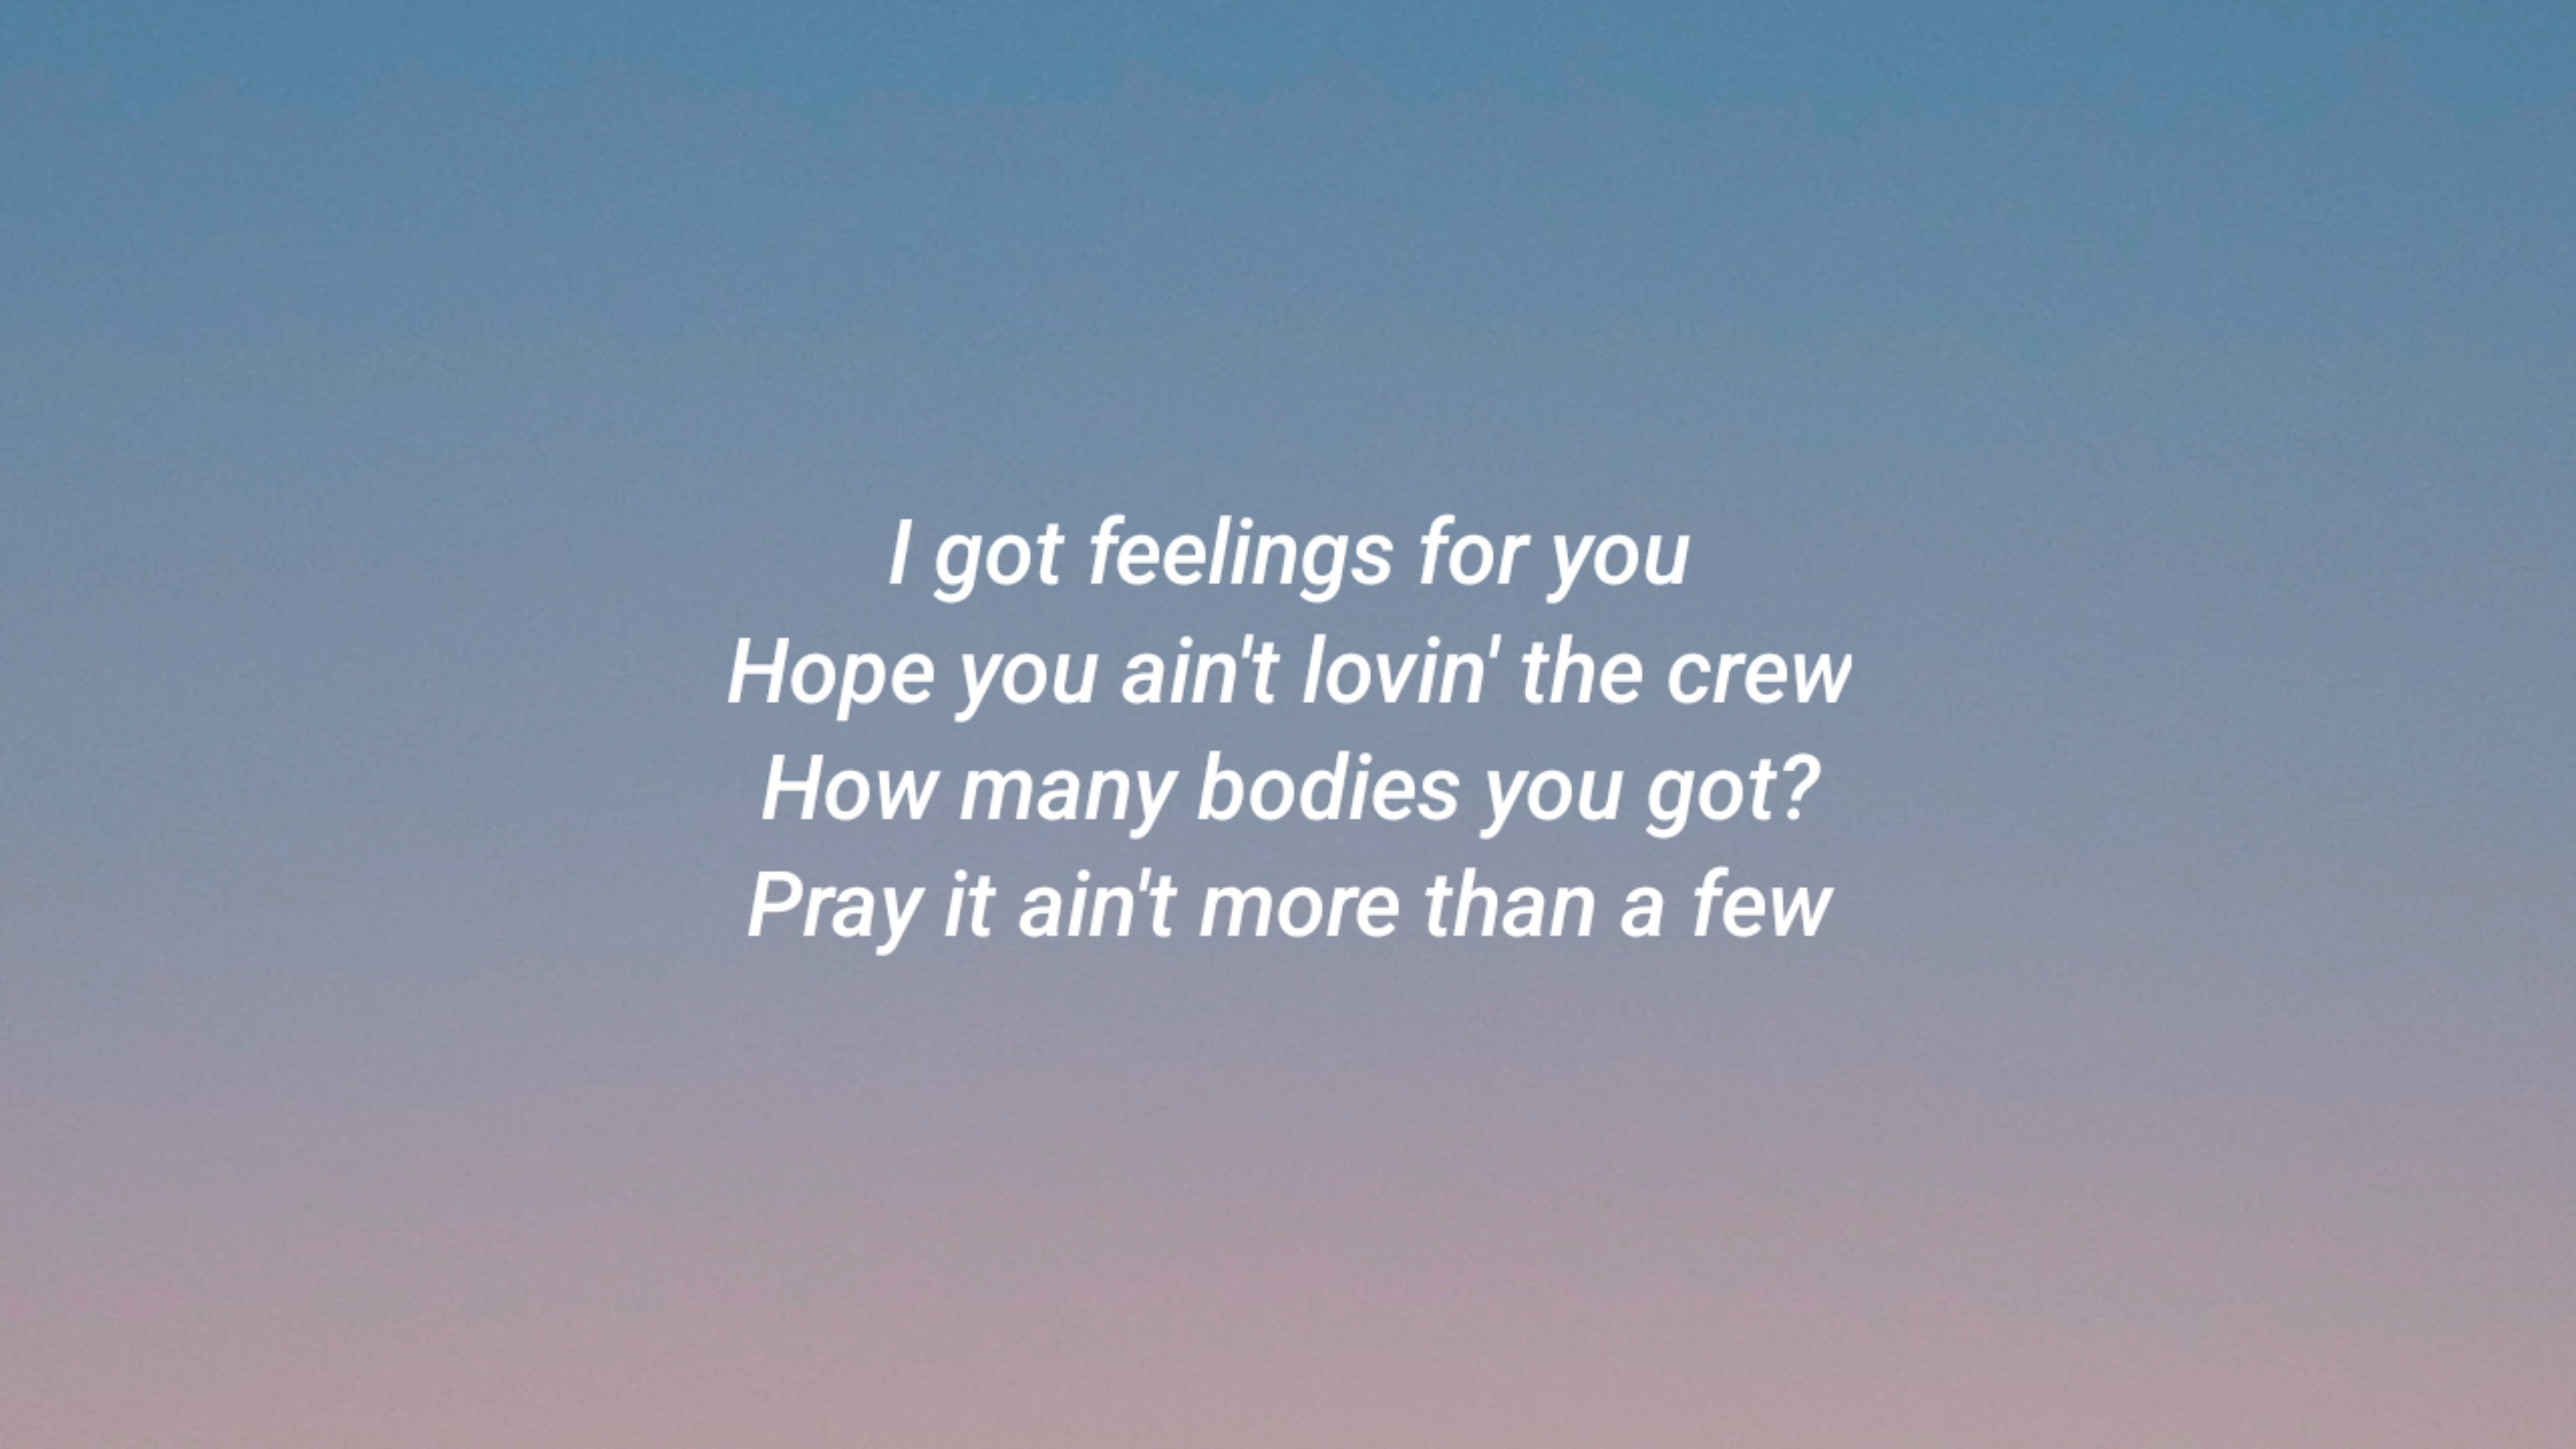 I got feelings for you
Hope you ain't lovin' the crew
How many bodies you got?
Pray it ain't more than a few